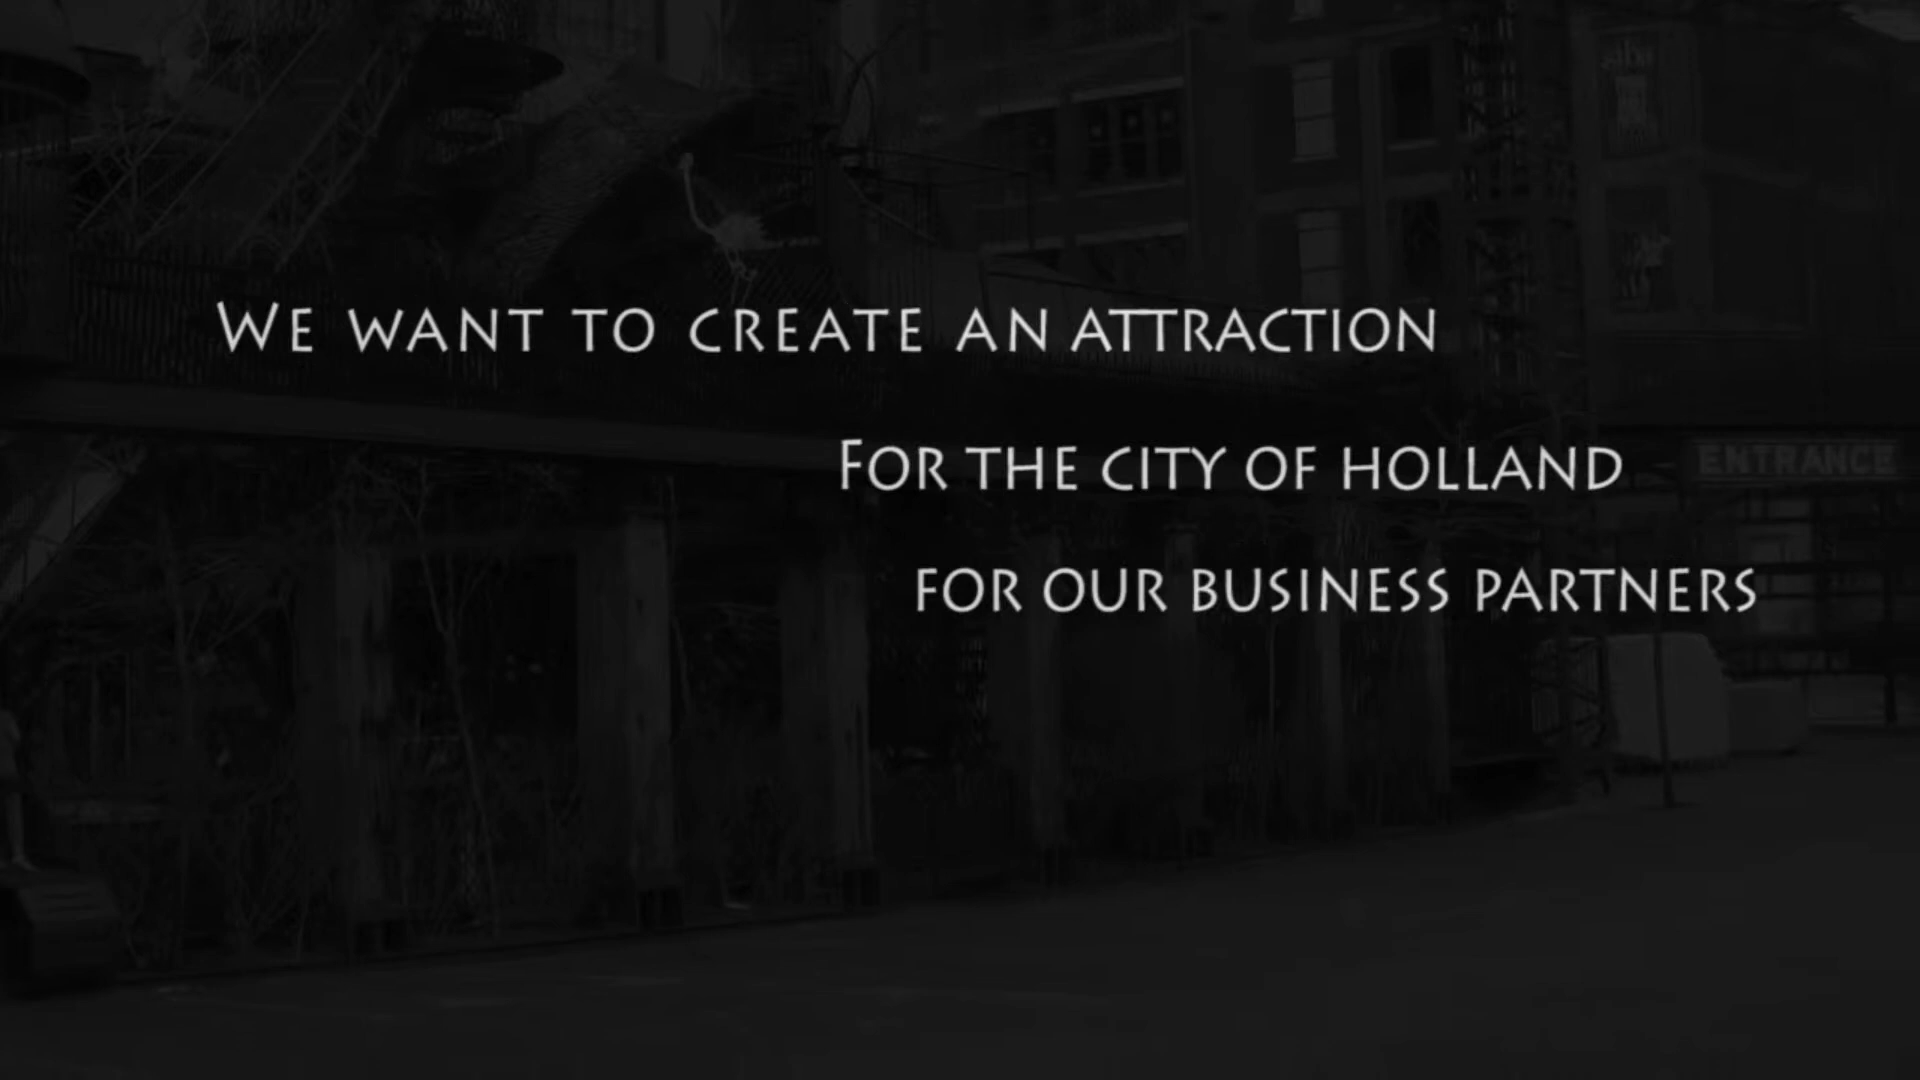 WE WANT TO CREATE AN ATTRACTION
FOR THE CITY OF HOLLAND
ENTRANCE
FOR OUR BUSINESS PARTNERS